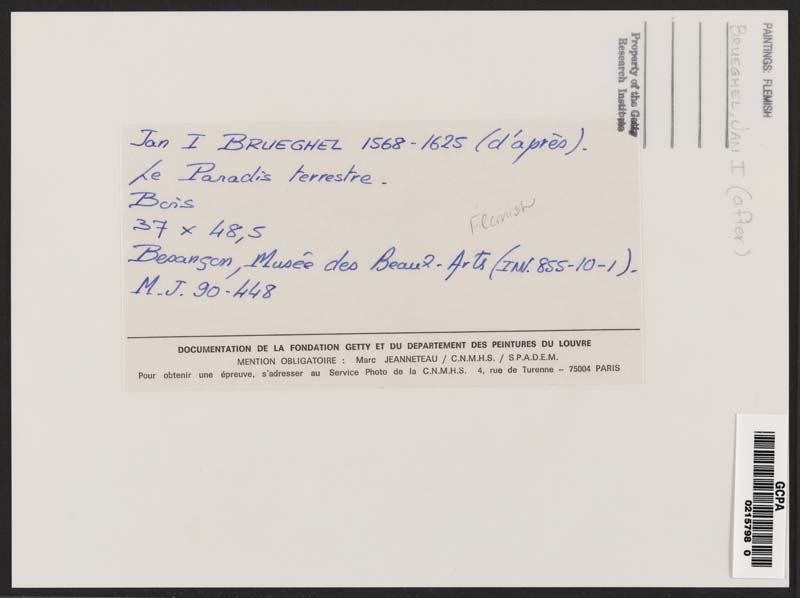 Jan I BRUEGHEL 1568-1625 (d'après).
Le Paradis terrestre.
Bois
37 x 48,5
Flemish
Besançon, Musée des Beaux-Arts (INV. 855-10-1).
M.J. 90-448
DOCUMENTATION DE LA FONDATION GETTY ET DU DEPARTEMENT DES PEINTURES DU LOUVRE
MENTION OBLIGATOIRE : Marc JEANNETEAU / C.N.M.H.S. / S.P.A.D.E.M.
Pour obtenir une épreuve, s'adresser au Service Photo de la C.N.M.H.S. 4, rue de Turenne – 75004 PARIS
PAINTINGS: FLEMISH
BRUEGHEL, JAN I (after)
Property of the Getty
Research Institute
GCPA
0215798 0